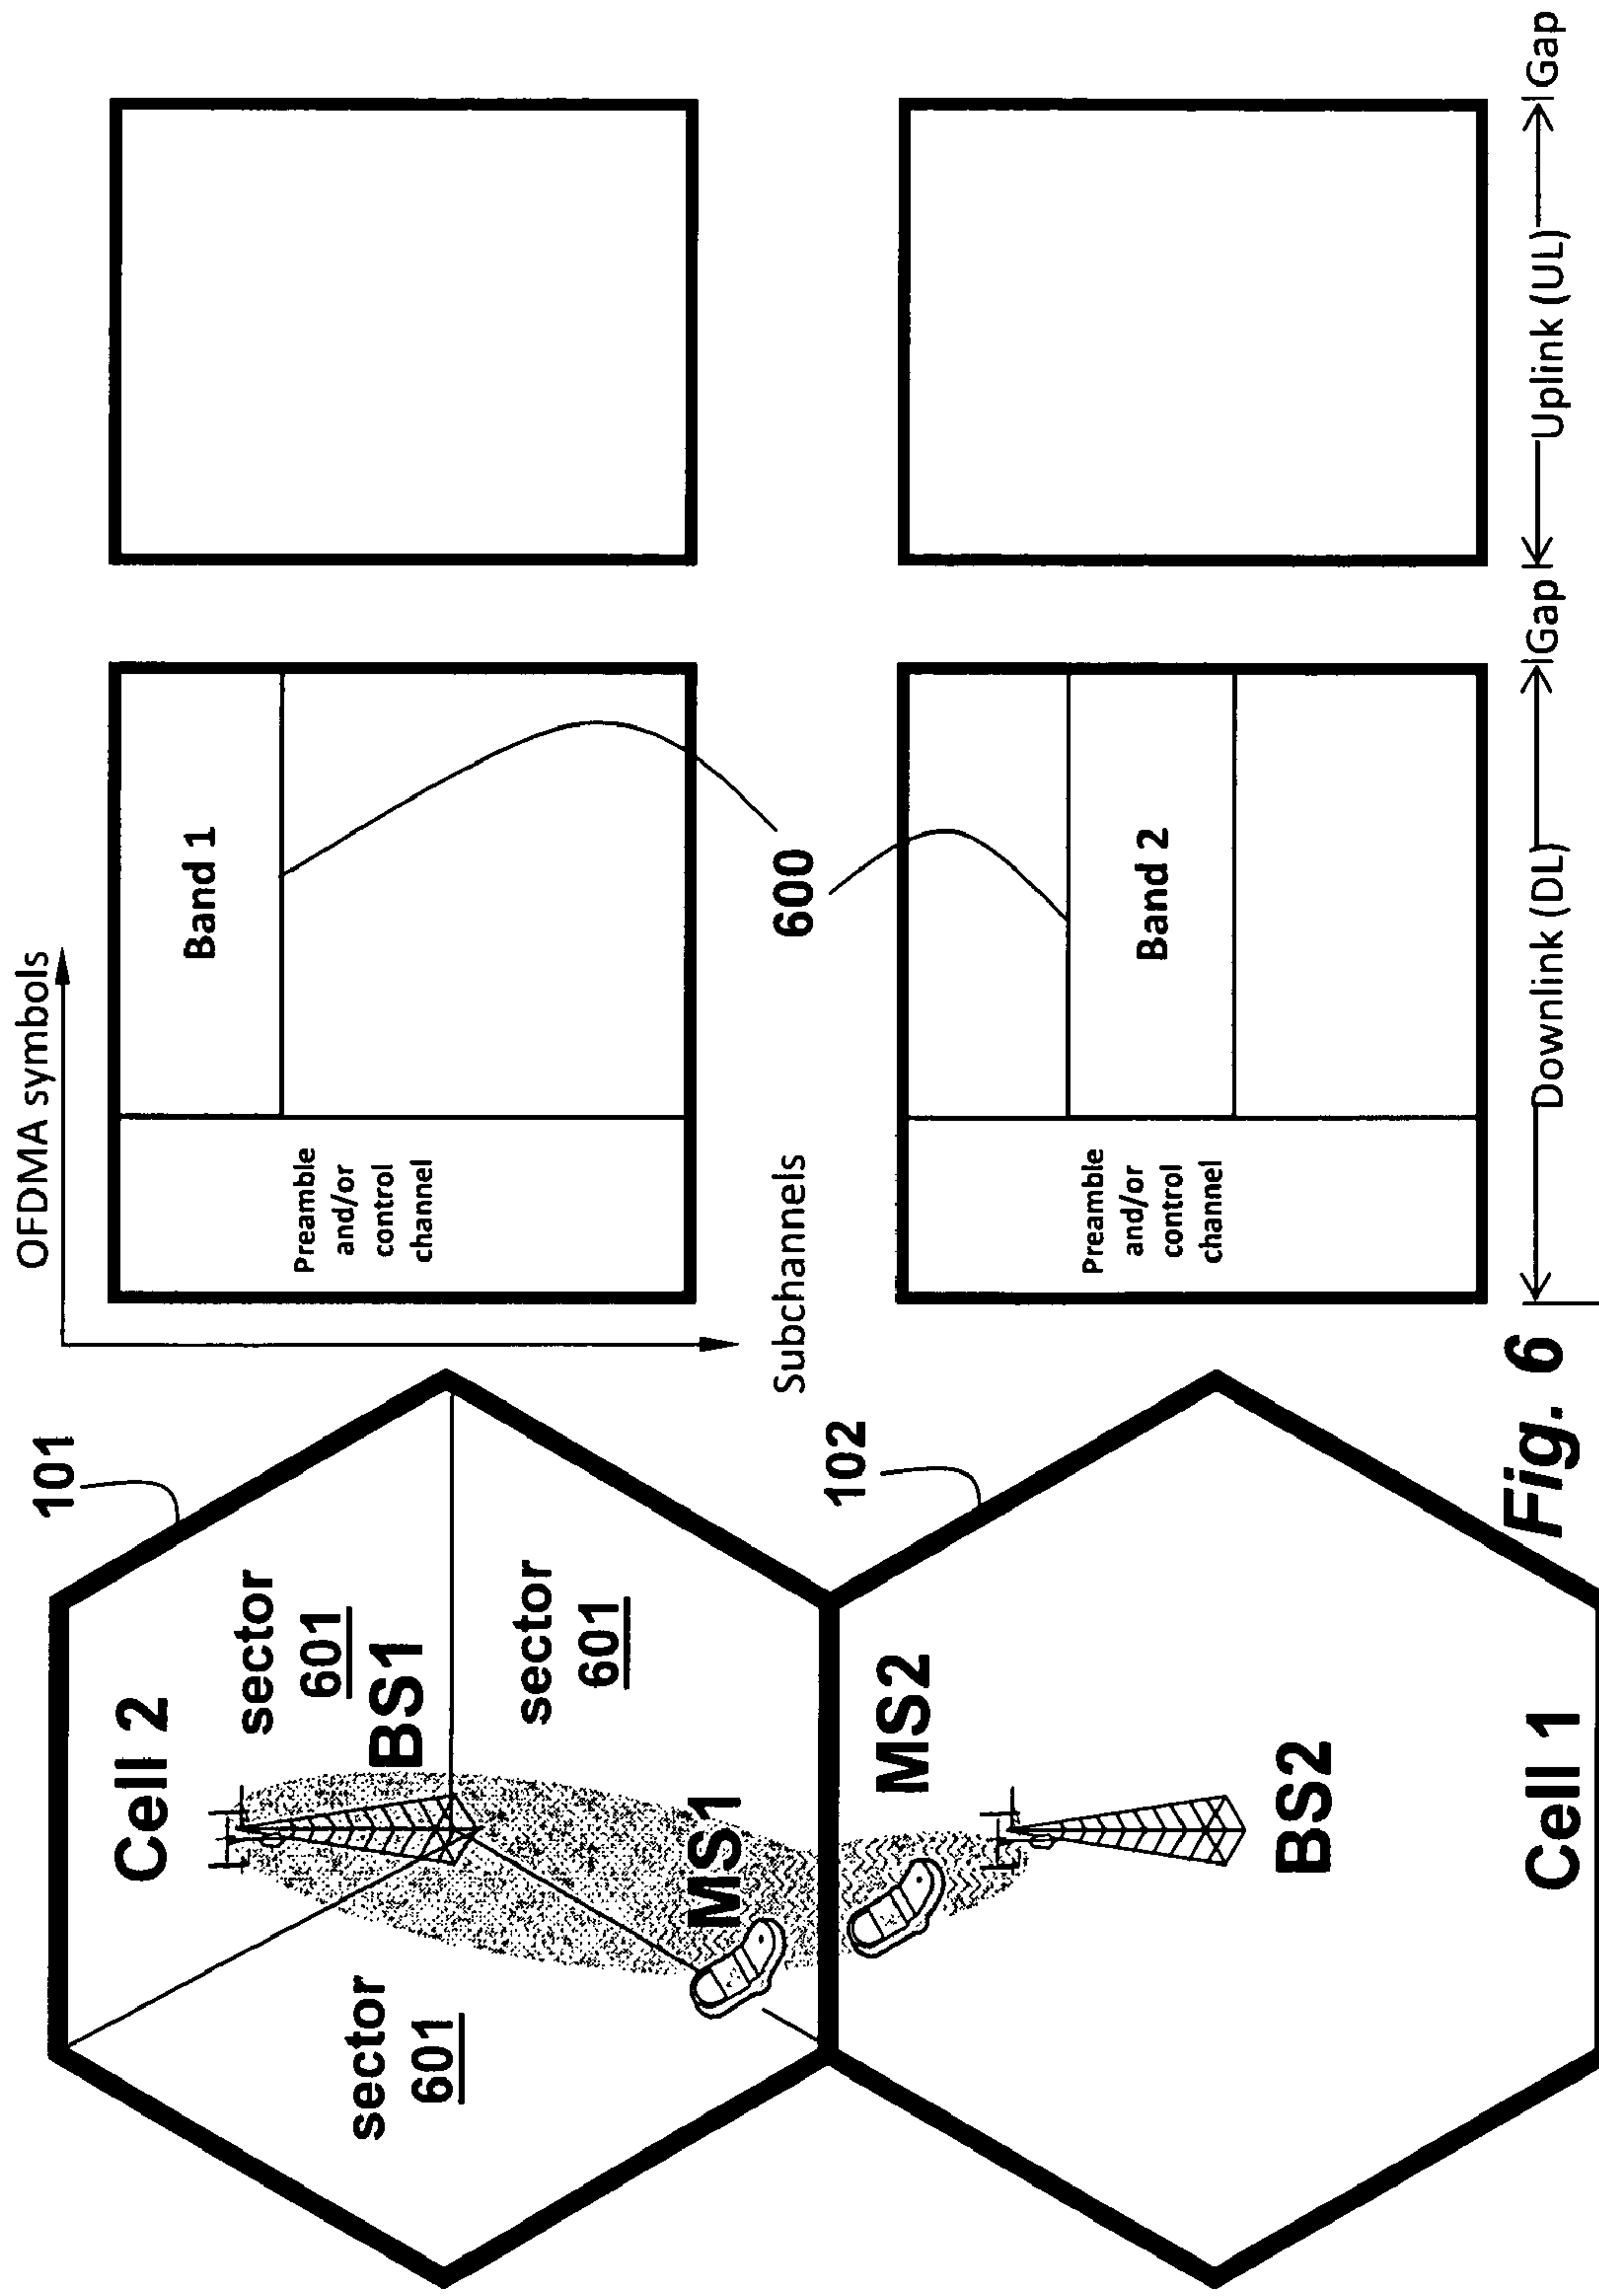 Cell 2
101
sector
601
BS1
sector
601
sector
601
MS1
102
MS2
BS2
Cell 1
OFDMA symbols
Subchannels
Preamble
and/or
control
channel
Band 1
600
Preamble
and/or
control
channel
Band 2
Downlink (DL)
Gap
Uplink (UL)
Gap
Fig. 6